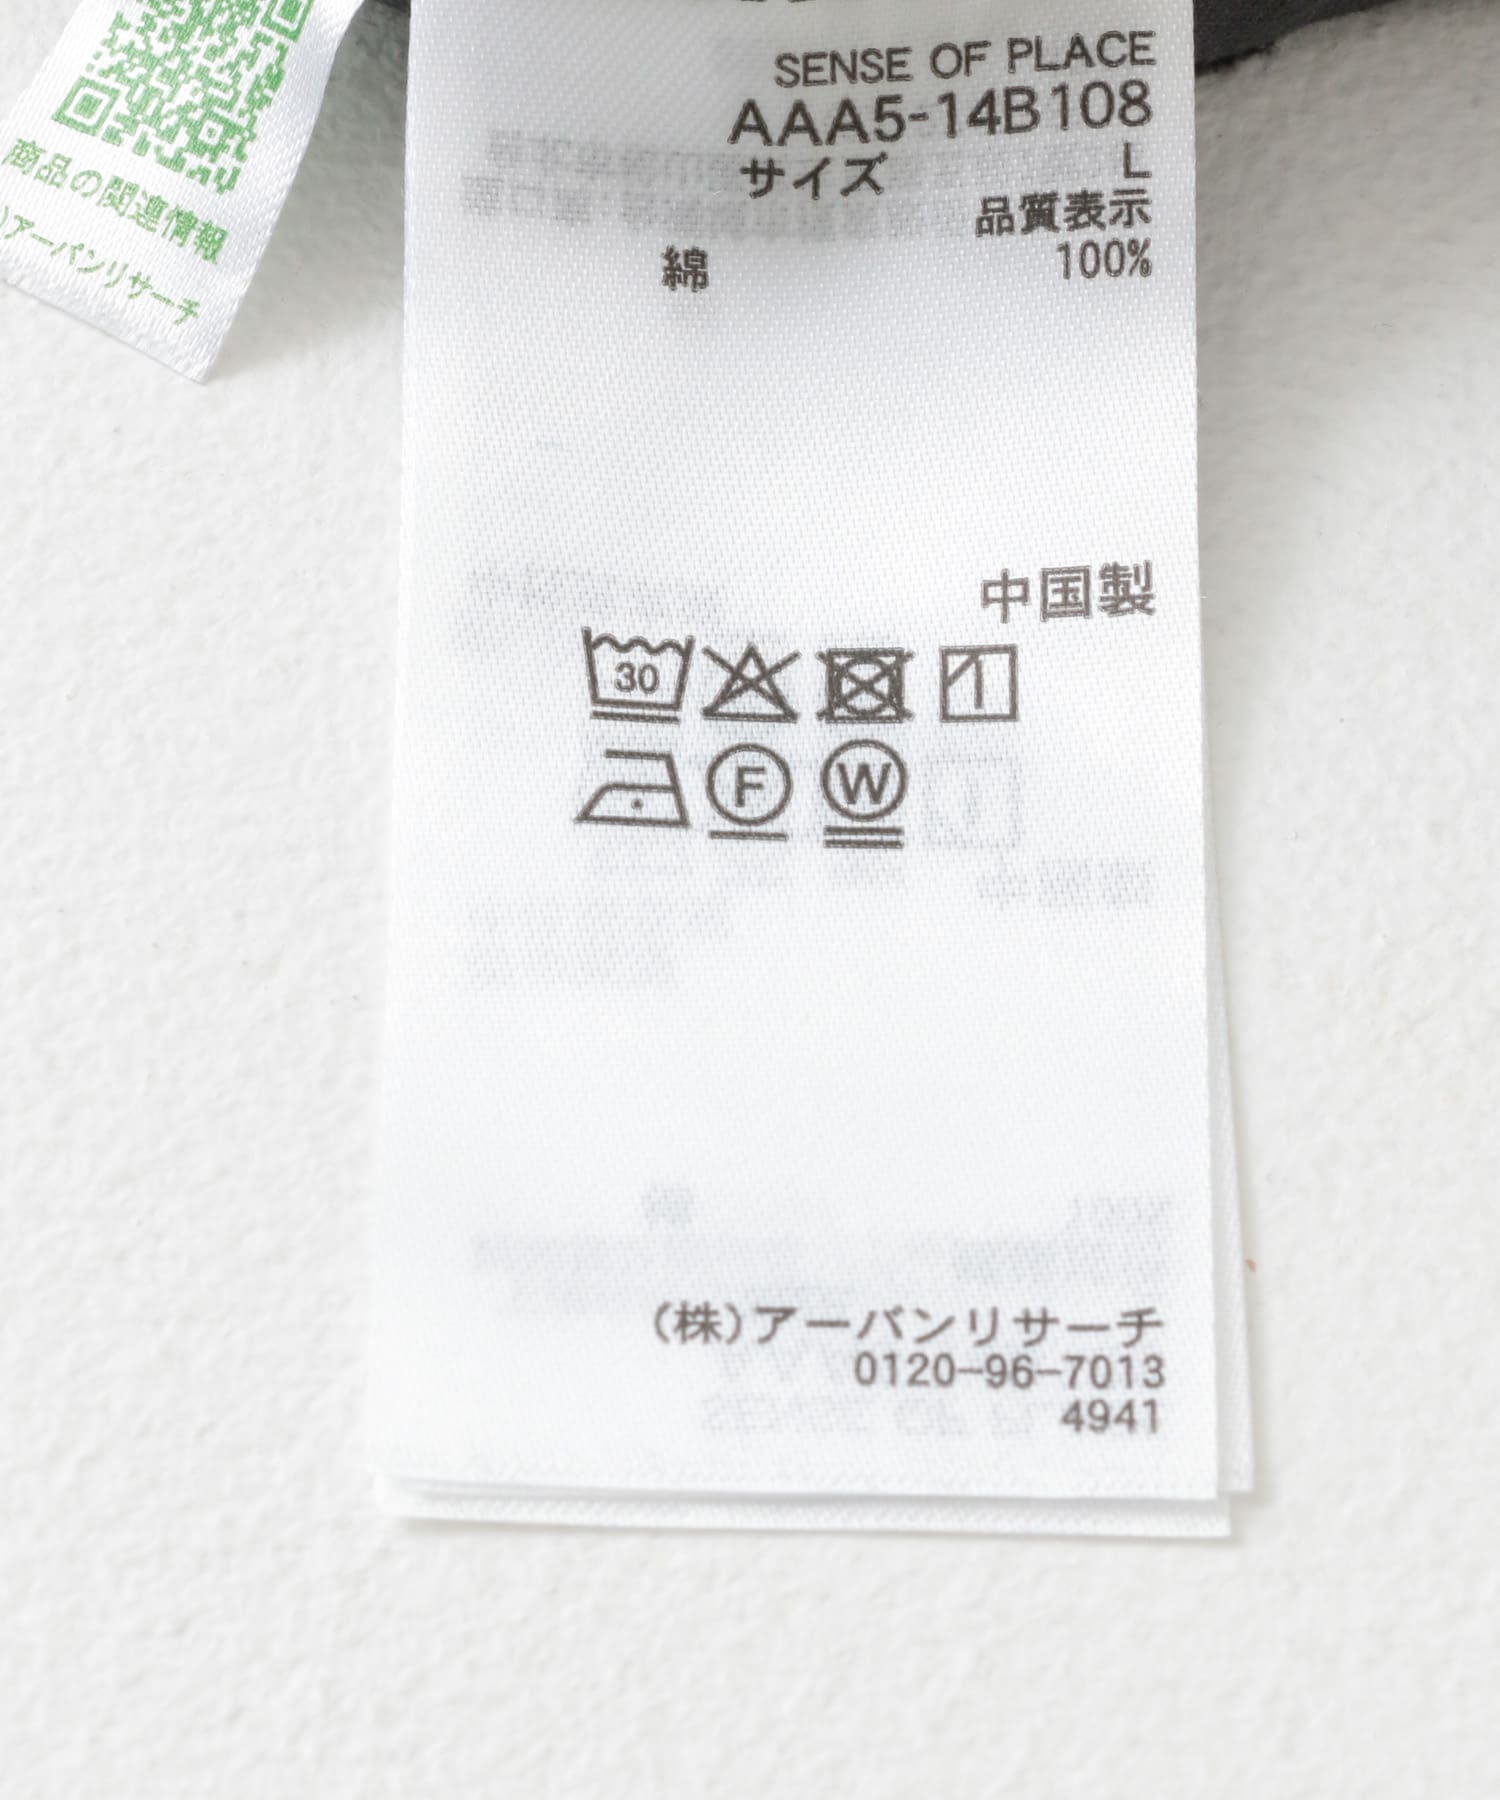 商品の関連情報
)アーバンリサーチ
SENSE OF PLACE
AAA5-14B108
サイズ L
品質表示
綿 100%
中国製
30
F W
(株)アーバンリサーチ
0120-96-7013
4941